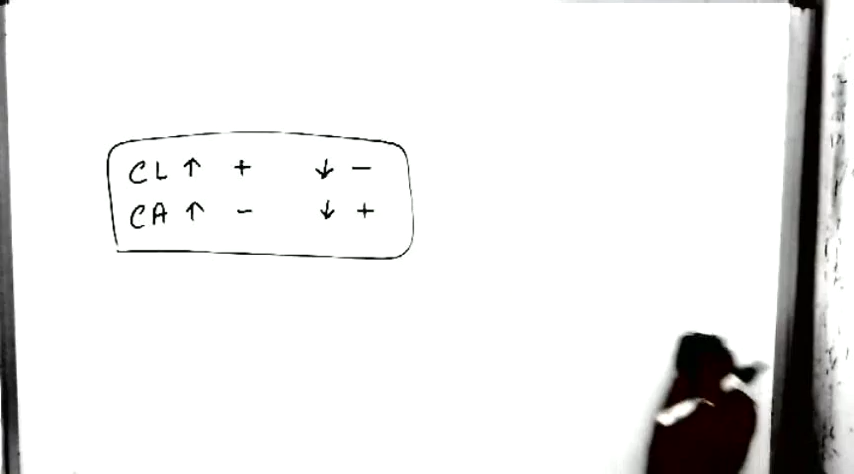 CL ↑ + ↓ -
CA ↑ - ↓ +